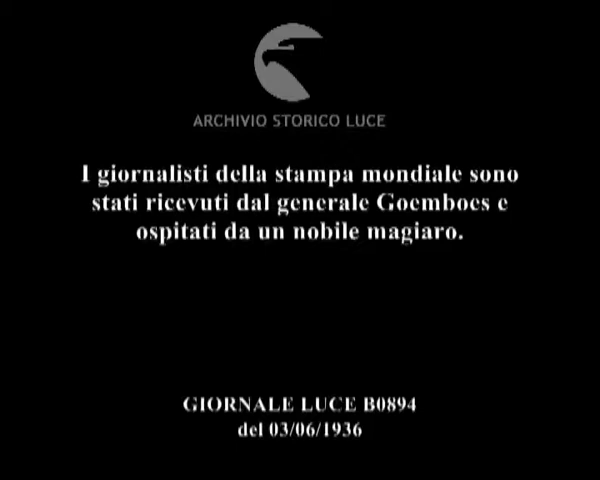 ARCHIVIO STORICO LUCE
I giornalisti della stampa mondiale sono
stati ricevuti dal generale Goemboes e
ospitati da un nobile magiaro.
GIORNALE LUCE B0894
del 03/06/1936